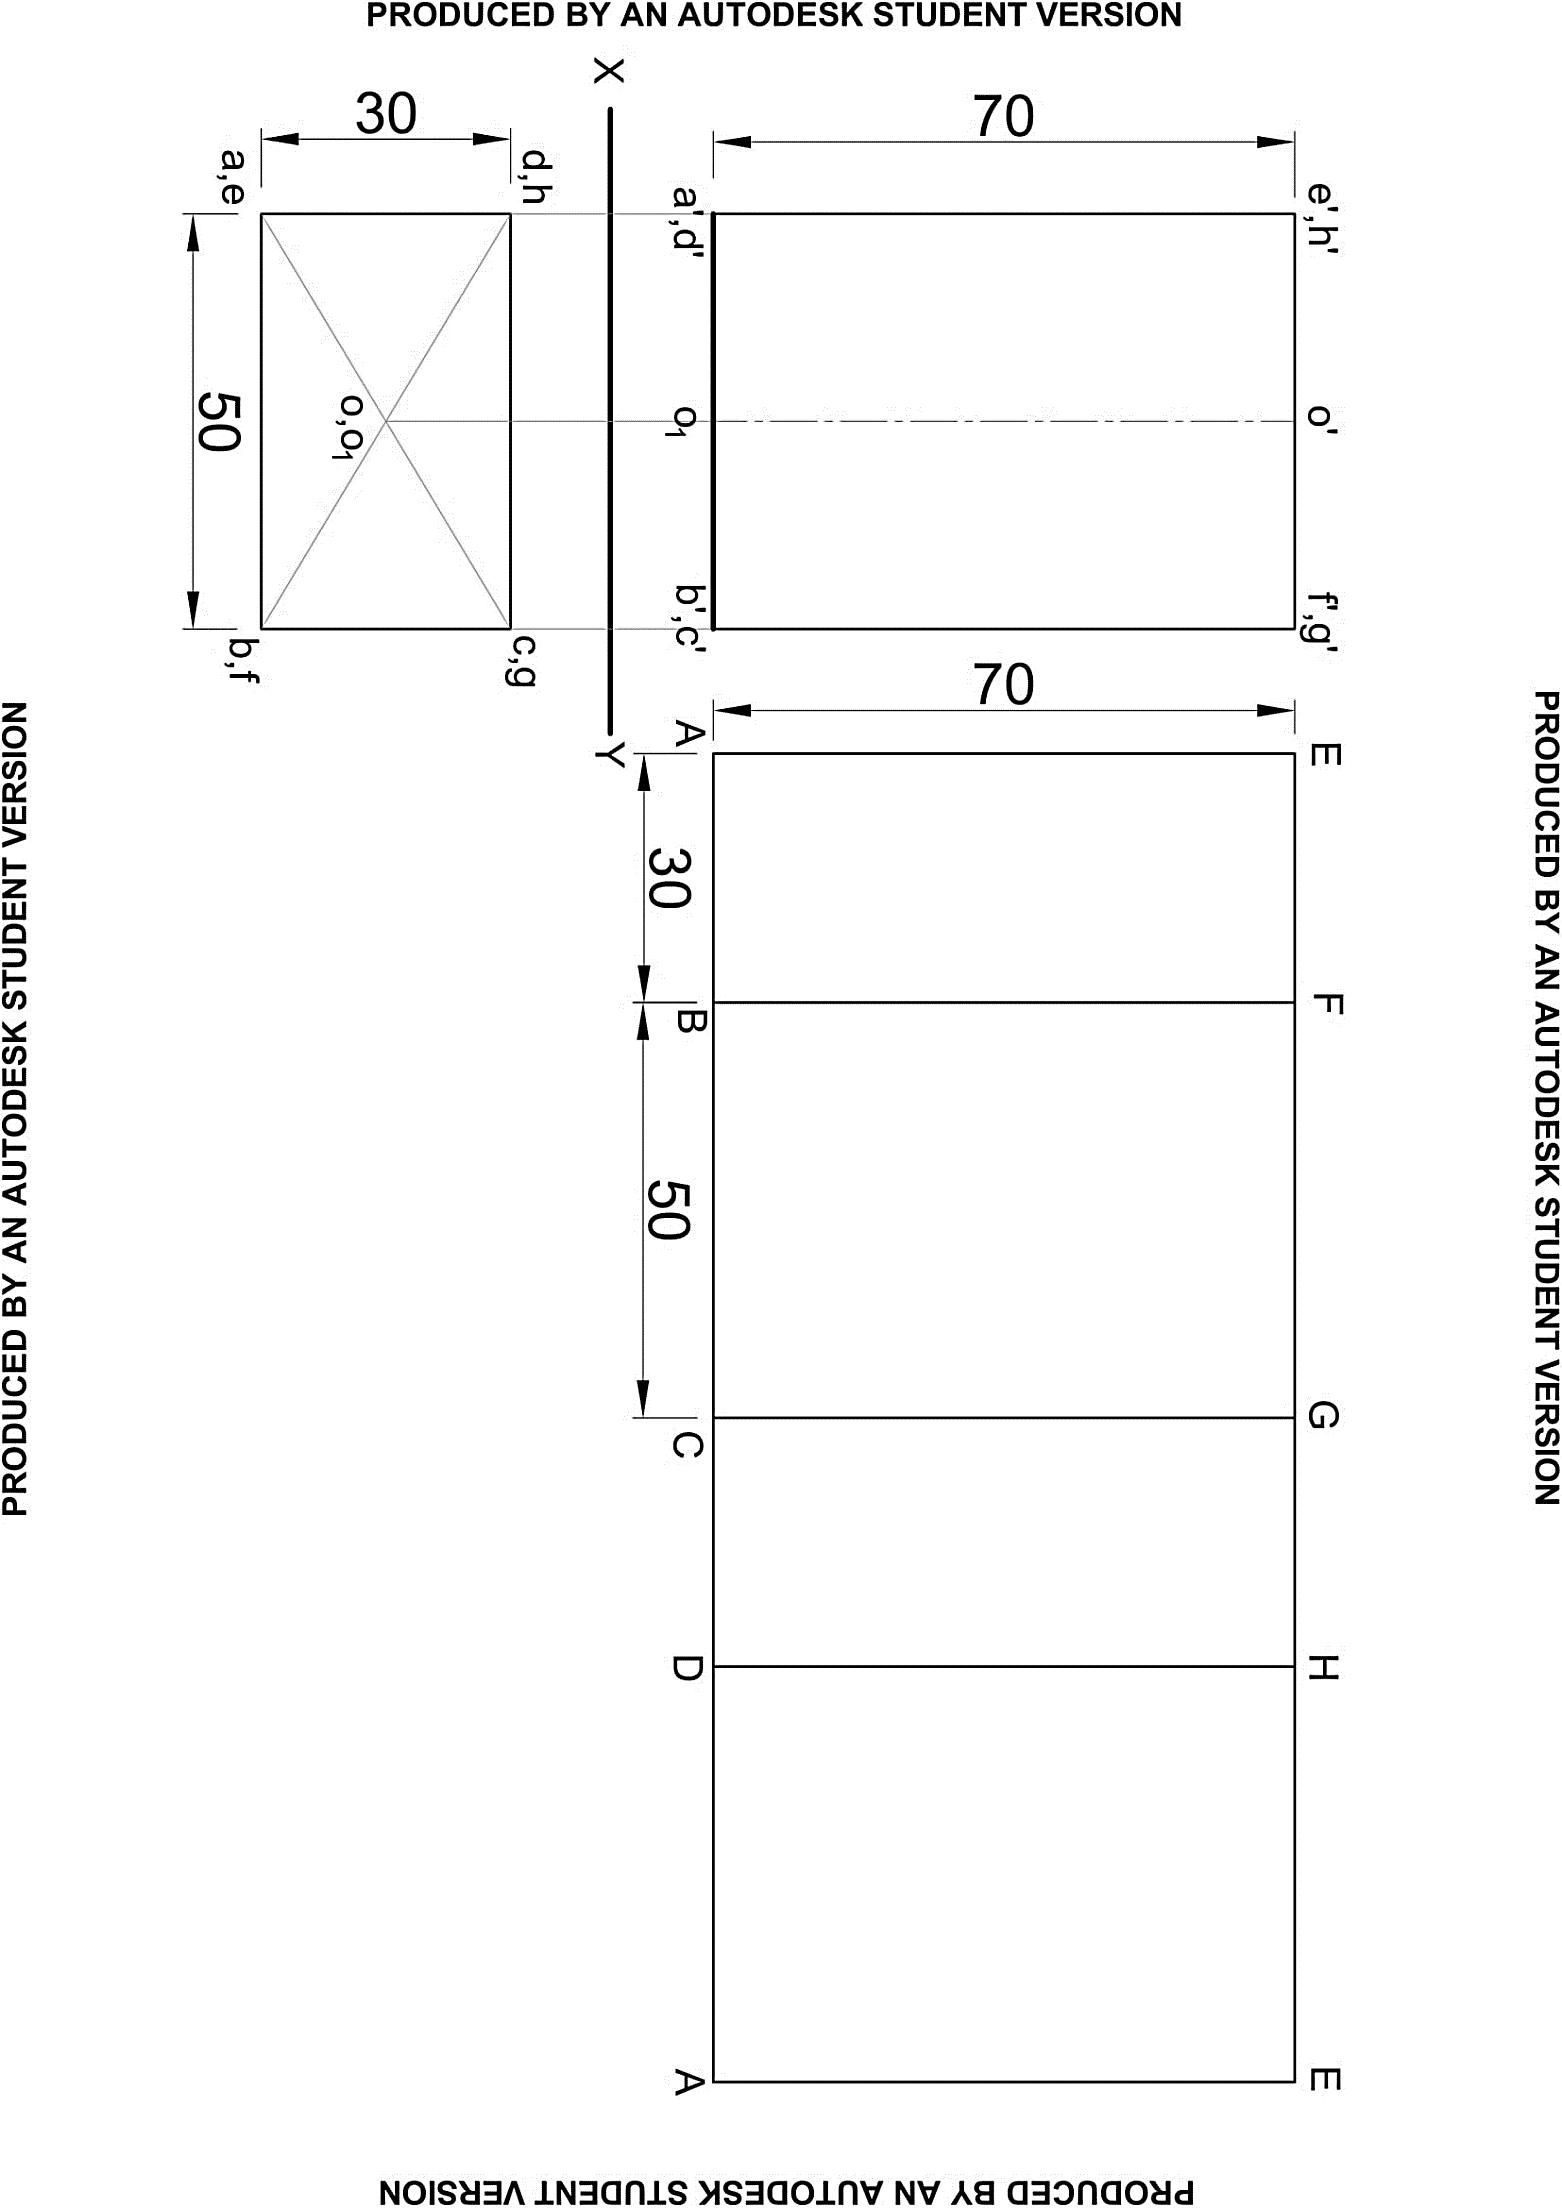 PRODUCED BY AN AUTODESK STUDENT VERSION
X
30
70
a,e
d,h
a',d'
e',h'
50
o,o1
o1
o'
b,f
c,g
b',c'
f',g'
Y
70
A
E
30
B
F
50
C
G
D
H
A
E
PRODUCED BY AN AUTODESK STUDENT VERSION
PRODUCED BY AN AUTODESK STUDENT VERSION
PRODUCED BY AN AUTODESK STUDENT VERSION